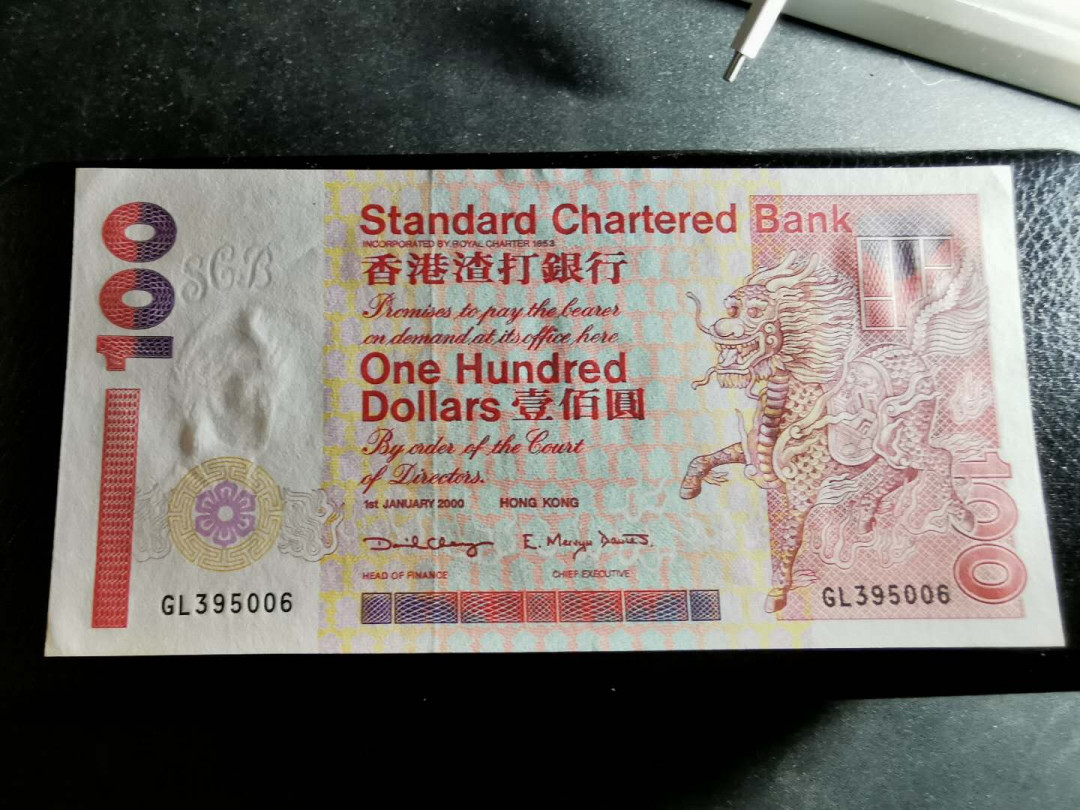 100
SCB
Standard Chartered Bank
INCORPORATED BY ROYAL CHARTER 1853
香港渣打銀行
Promises to pay the bearer
on demand at its office here
One Hundred
Dollars 壹佰圓
By order of the Court
of Directors.
1st JANUARY 2000 HONG KONG
HEAD OF FINANCE CHIEF EXECUTIVE
GL395006
GL395006
100